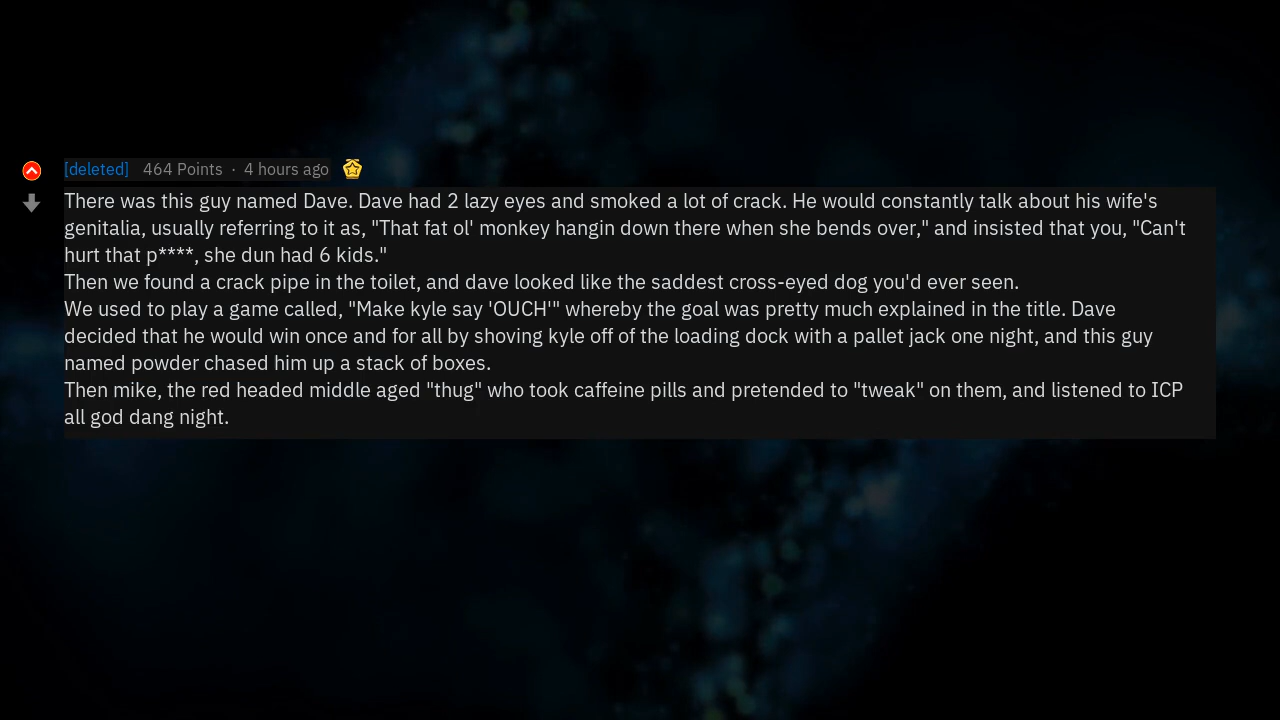 [deleted] 464 Points · 4 hours ago
There was this guy named Dave. Dave had 2 lazy eyes and smoked a lot of crack. He would constantly talk about his wife's
genitalia, usually referring to it as, "That fat ol' monkey hangin down there when she bends over," and insisted that you, "Can't
hurt that p****, she dun had 6 kids."
Then we found a crack pipe in the toilet, and dave looked like the saddest cross-eyed dog you'd ever seen.
We used to play a game called, "Make kyle say 'OUCH'" whereby the goal was pretty much explained in the title. Dave
decided that he would win once and for all by shoving kyle off of the loading dock with a pallet jack one night, and this guy
named powder chased him up a stack of boxes.
Then mike, the red headed middle aged "thug" who took caffeine pills and pretended to "tweak" on them, and listened to ICP
all god dang night.